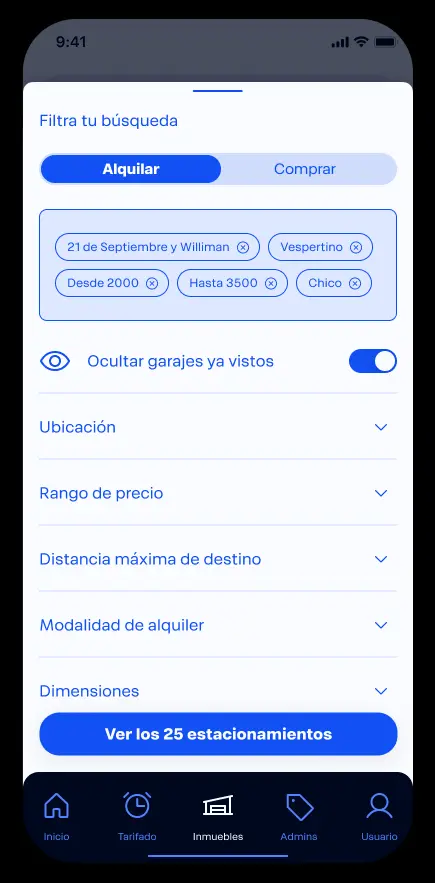 9:41
Filtra tu búsqueda
Alquilar Comprar
21 de Septiembre y Williman Vespertino
Desde 2000 Hasta 3500 Chico
Ocultar garajes ya vistos
Ubicación
Rango de precio
Distancia máxima de destino
Modalidad de alquiler
Dimensiones
Ver los 25 estacionamientos
Inicio Tarifado Inmuebles Admins Usuario